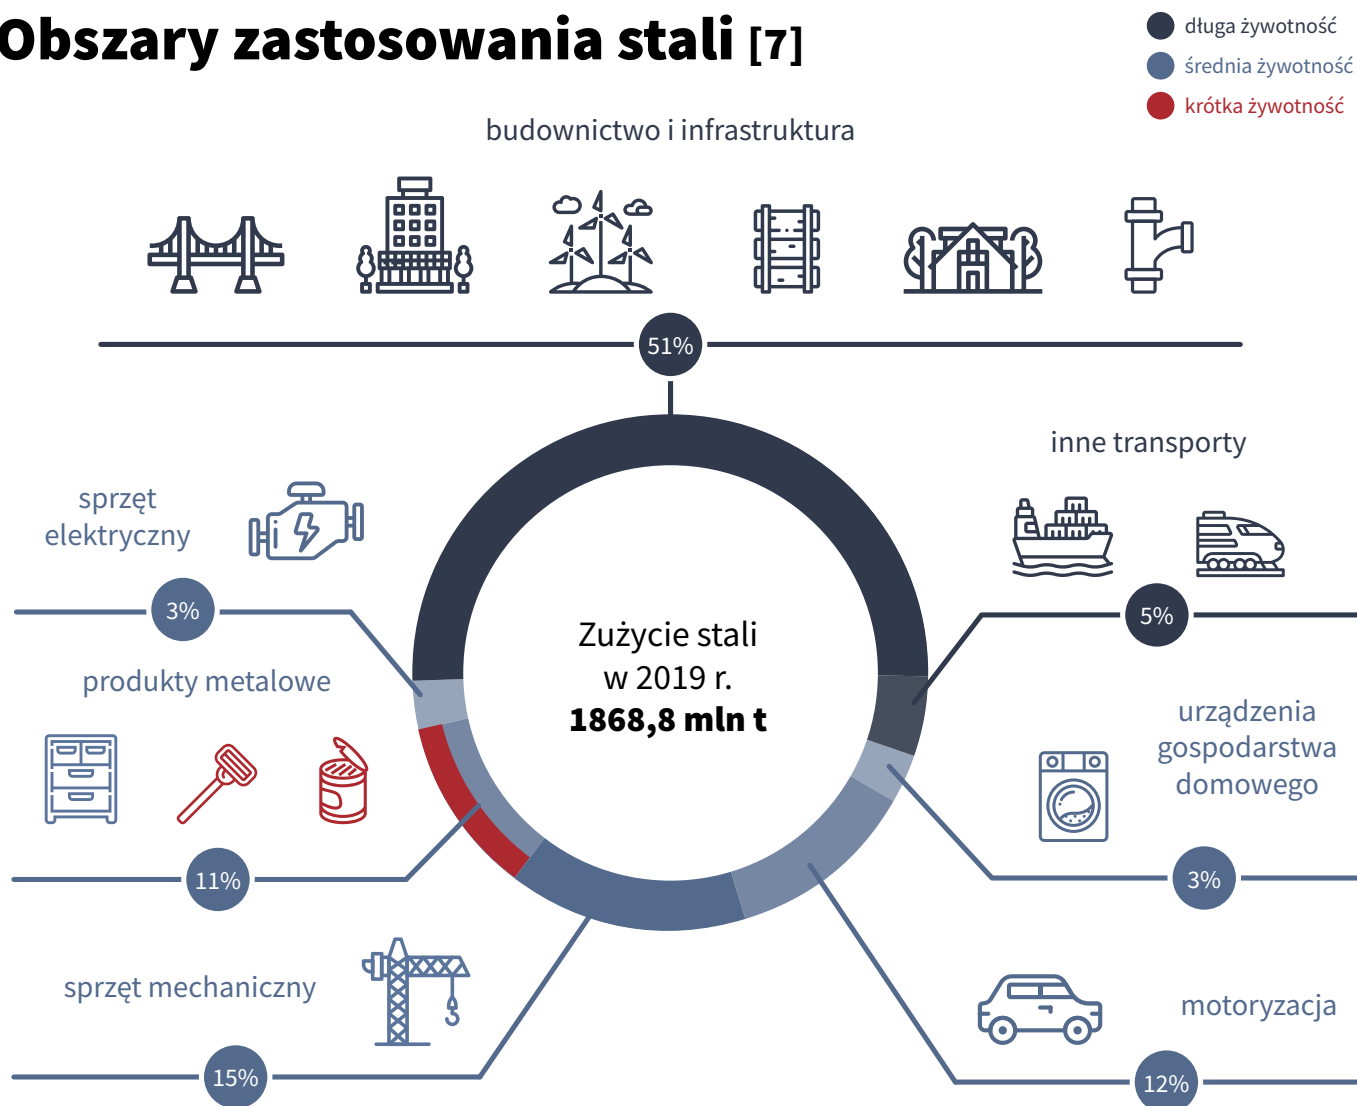 Obszary zastosowania stali [7]
długa żywotność
średnia żywotność
krótka żywotność
budownictwo i infrastruktura
51%
inne transporty
5%
sprzęt
elektryczny
3%
produkty metalowe
11%
Zużycie stali
w 2019 r.
1868,8 mln t
urządzenia
gospodarstwa
domowego
3%
sprzęt mechaniczny
15%
motoryzacja
12%